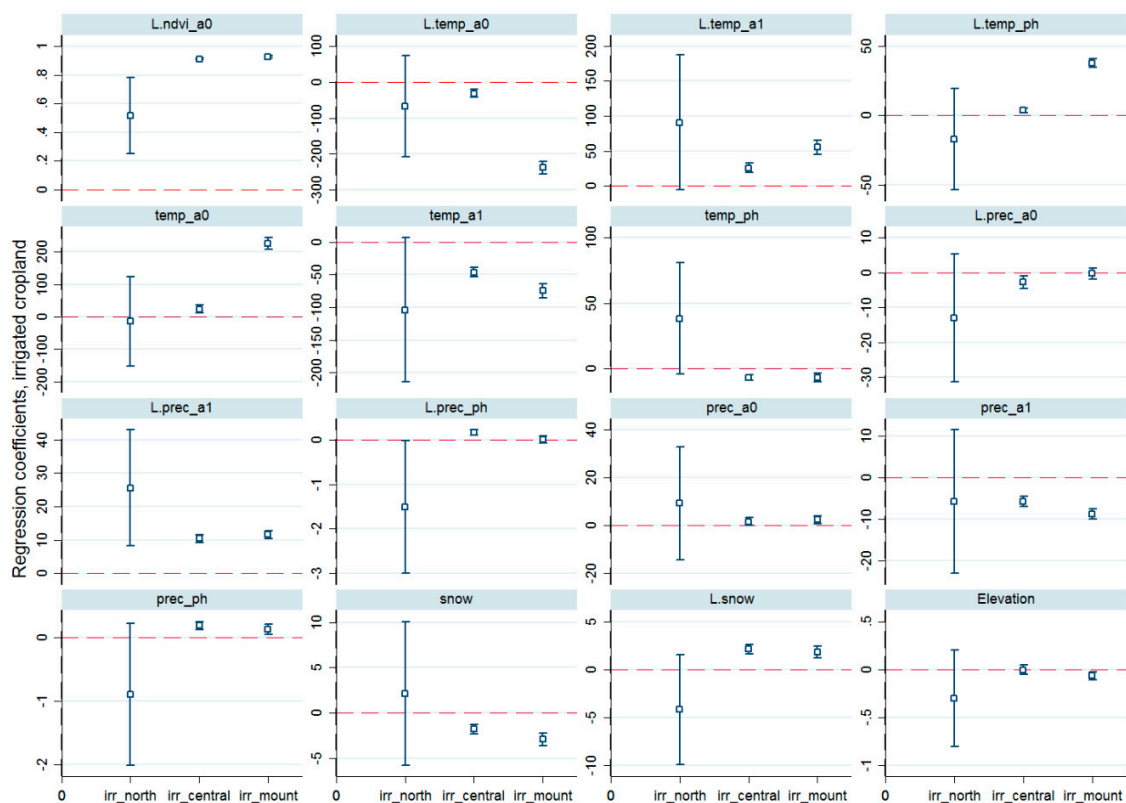 Regression coefficients, irrigated cropland
L.ndvi_a0 L.temp_a0 L.temp_a1 L.temp_ph
1 .8 .6 .4 .2 0
100 0 -100 -200 -300
200 150 100 50 0
50 0 -50
temp_a0 temp_a1 temp_ph L.prec_a0
200 100 0 -100 -200
0 -50 -100 -150 -200
100 50 0
10 0 -10 -20 -30
L.prec_a1 L.prec_ph prec_a0 prec_a1
40 30 20 10 0
0 -1 -2 -3
40 20 0 -20
10 0 -10 -20
prec_ph snow L.snow Elevation
0 -1 -2
10 5 0 -5
5 0 -5 -10
.5 0 -.5 -1
0 irr_north irr_central irr_mount 0 irr_north irr_central irr_mount 0 irr_north irr_central irr_mount 0 irr_north irr_central irr_mount